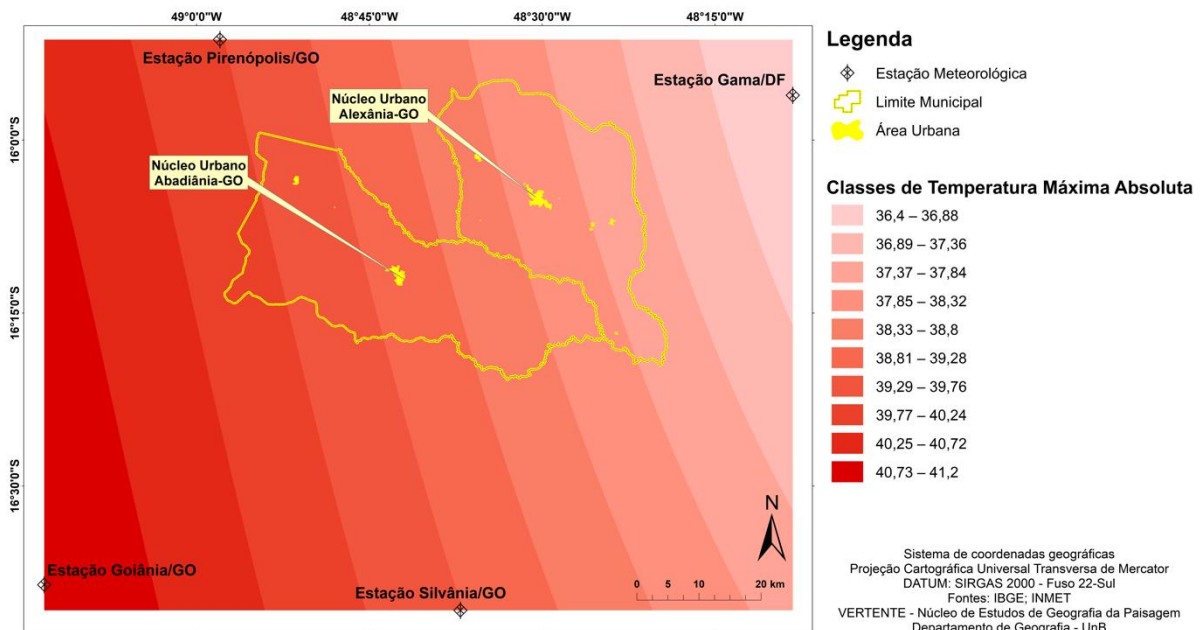 49°0'0"W
48°45'0"W
48°30'0"W
48°15'0"W
16°0'0"S
16°15'0"S
16°30'0"S
Estação Pirenópolis/GO
Estação Gama/DF
Núcleo Urbano
Alexânia-GO
Núcleo Urbano
Abadiânia-GO
Estação Goiânia/GO
Estação Silvânia/GO
N
0 5 10 20 km
Legenda
Estação Meteorológica
Limite Municipal
Área Urbana
Classes de Temperatura Máxima Absoluta
36,4 – 36,88
36,89 – 37,36
37,37 – 37,84
37,85 – 38,32
38,33 – 38,8
38,81 – 39,28
39,29 – 39,76
39,77 – 40,24
40,25 – 40,72
40,73 – 41,2
Sistema de coordenadas geográficas
Projeção Cartográfica Universal Transversa de Mercator
DATUM: SIRGAS 2000 - Fuso 22-Sul
Fontes: IBGE; INMET
VERTENTE - Núcleo de Estudos de Geografia da Paisagem
Departamento de Geografia - UnB